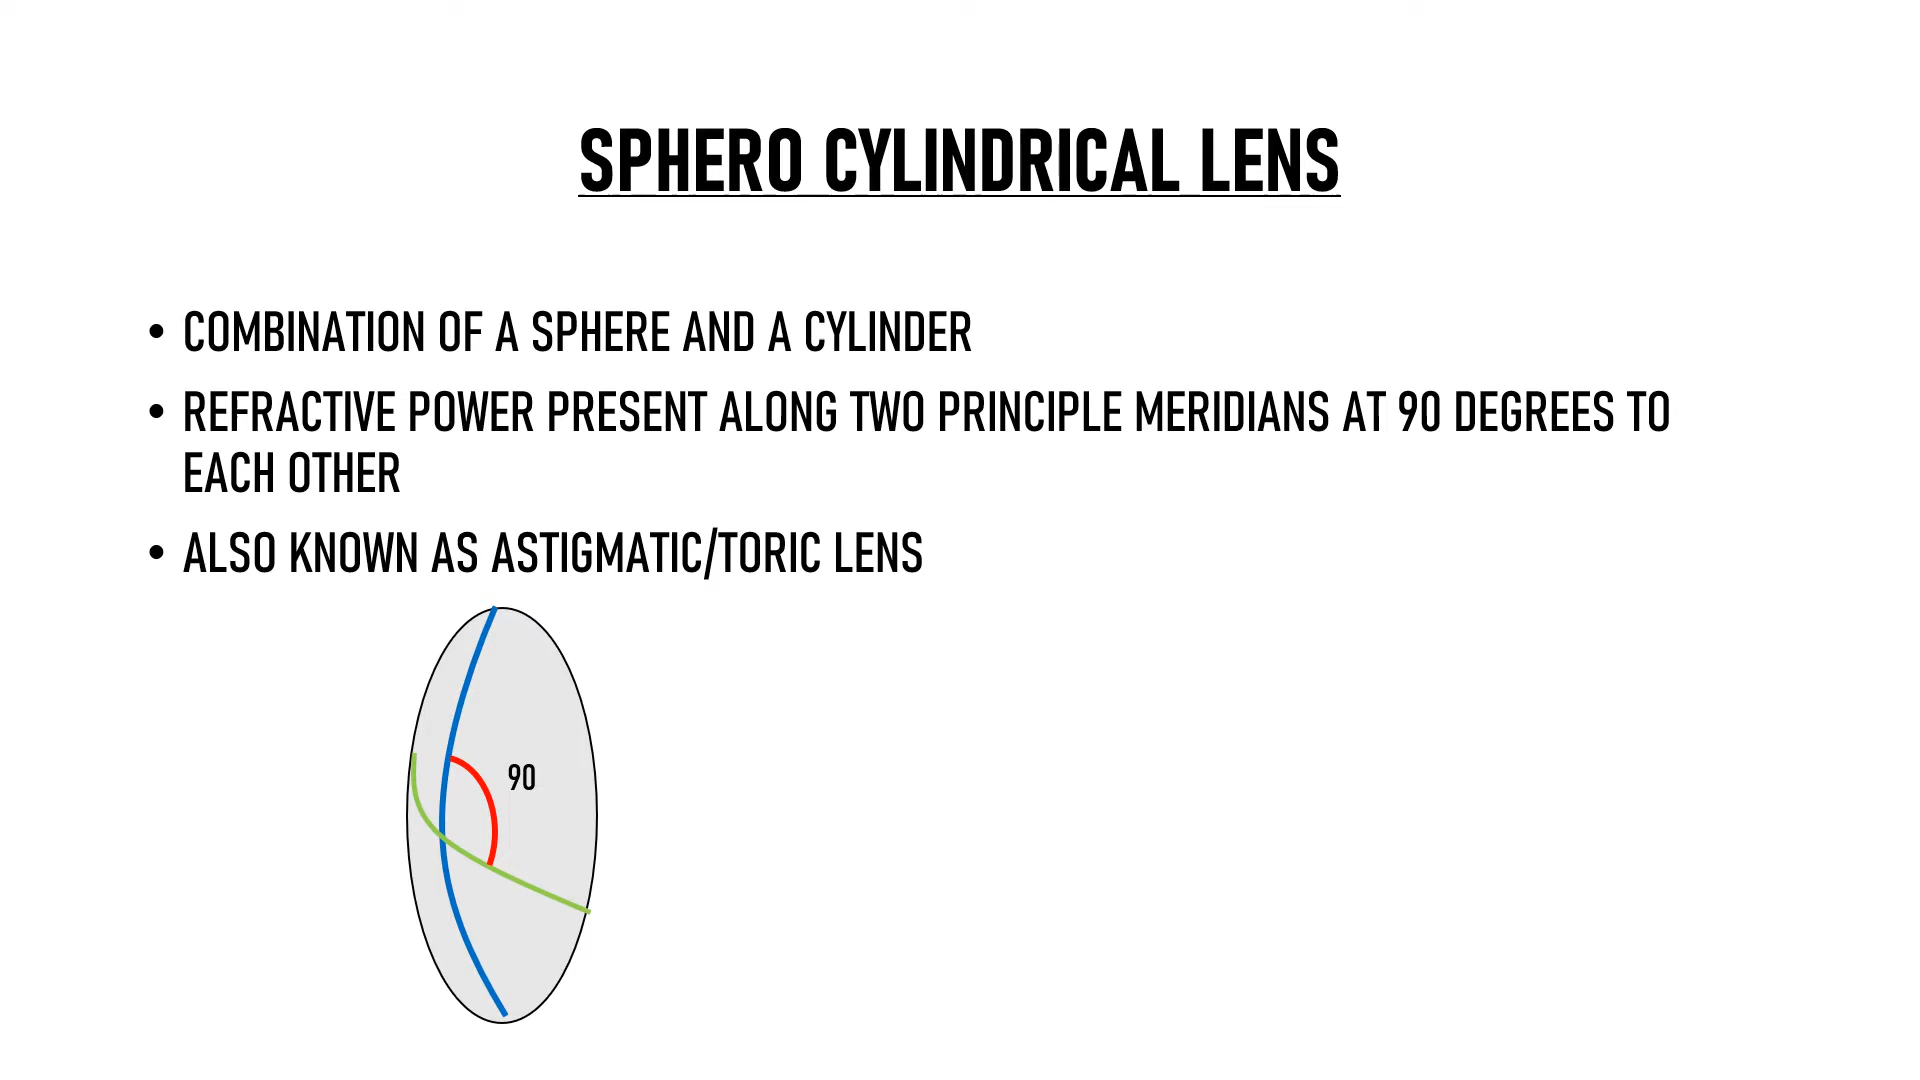 SPHERO CYLINDRICAL LENS
• COMBINATION OF A SPHERE AND A CYLINDER
• REFRACTIVE POWER PRESENT ALONG TWO PRINCIPLE MERIDIANS AT 90 DEGREES TO
EACH OTHER
• ALSO KNOWN AS ASTIGMATIC/TORIC LENS
90